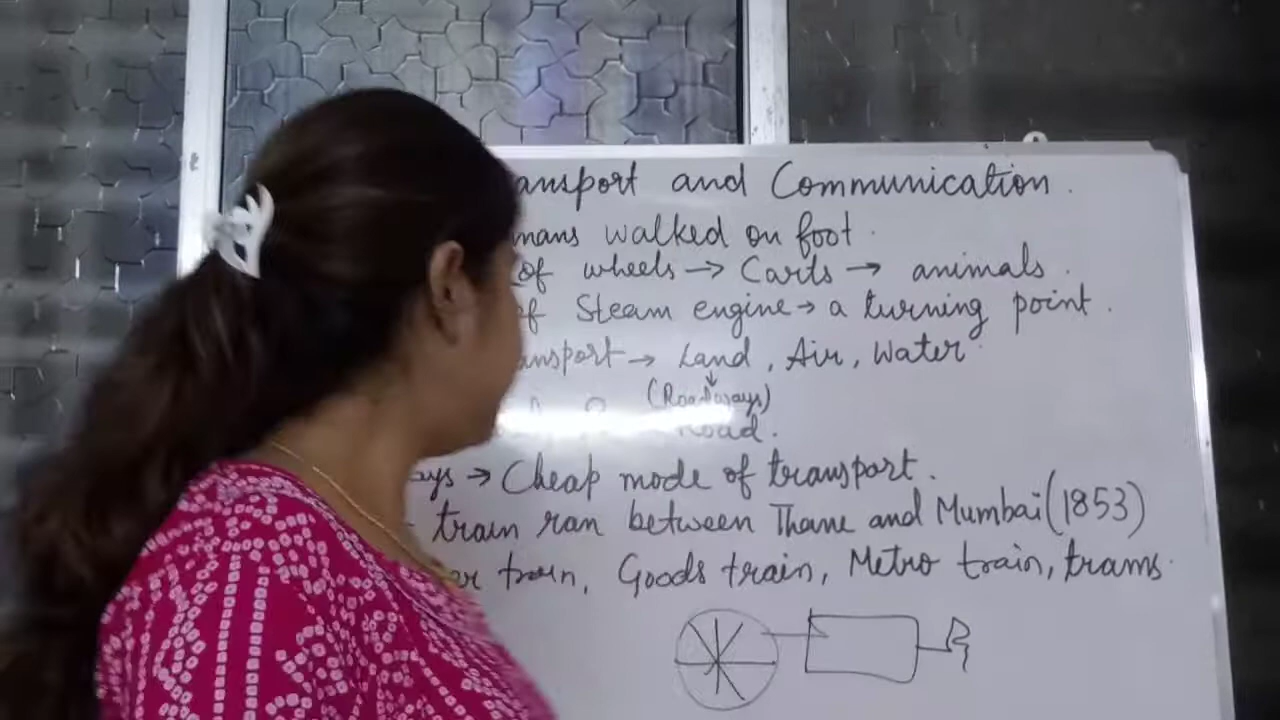 ansport and Communication.
mans walked on foot.
of wheels → Carts → animals.
f Steam engine → a turning point.
ansport → Land, Air, Water
(Roadways)
Road.
ays → Cheap mode of transport.
train ran between Thane and Mumbai (1853)
er train, Goods train, Metro train, trams.